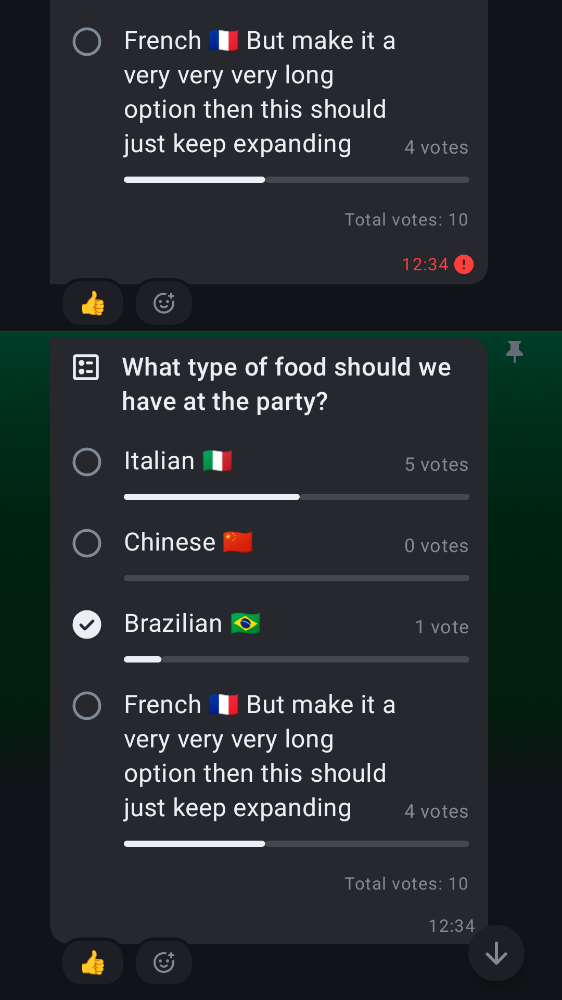 French 🇫🇷 But make it a
very very very long
option then this should
just keep expanding 4 votes
Total votes: 10
12:34
What type of food should we
have at the party?
Italian 🇮🇹 5 votes
Chinese 🇨🇳 0 votes
Brazilian 🇧🇷 1 vote
French 🇫🇷 But make it a
very very very long
option then this should
just keep expanding 4 votes
Total votes: 10
12:34